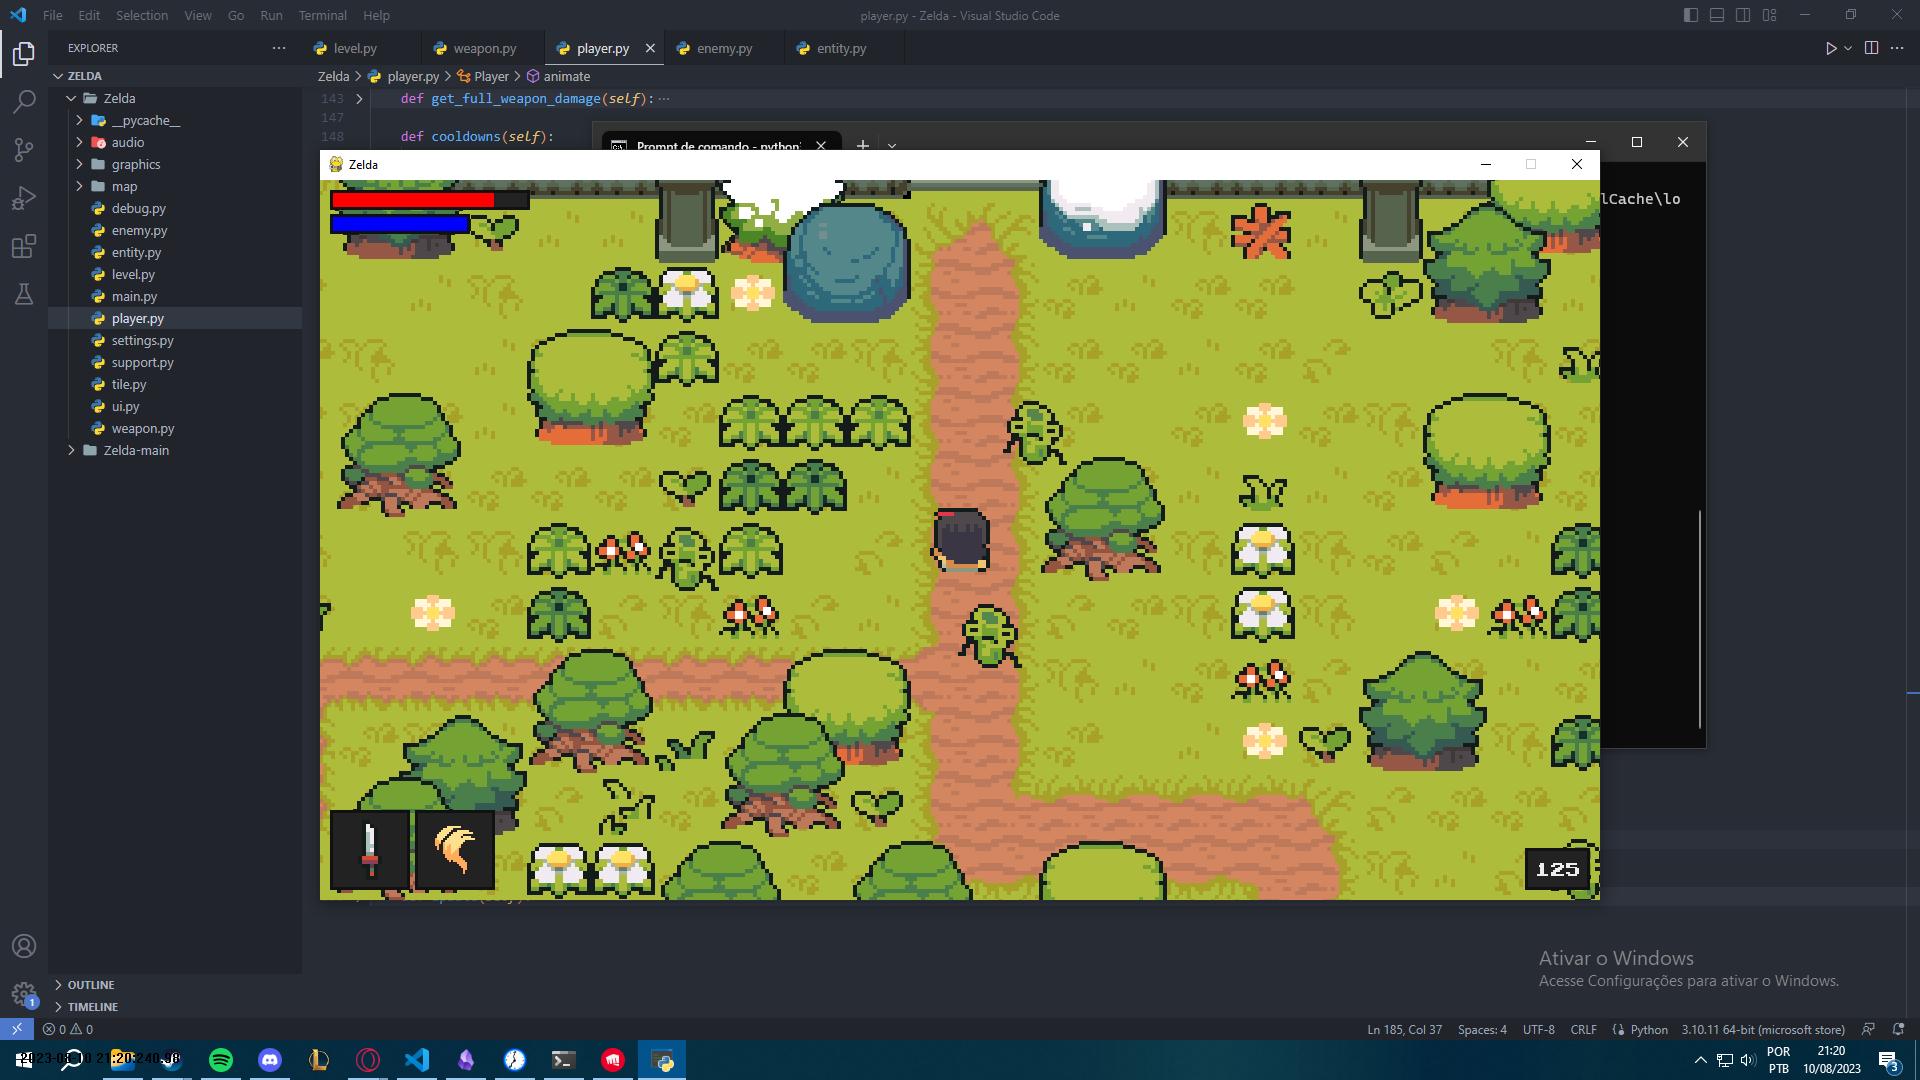 File Edit Selection View Go Run Terminal Help
player.py - Zelda - Visual Studio Code
EXPLORER
level.py
weapon.py
player.py
enemy.py
entity.py
ZELDA
Zelda > player.py > Player > animate
Zelda
__pycache__
audio
graphics
map
debug.py
enemy.py
entity.py
level.py
main.py
player.py
settings.py
support.py
tile.py
ui.py
weapon.py
Zelda-main
143 def get_full_weapon_damage(self):
147
148 def cooldowns(self):
Prompt de comando - python
lCache\lo
Zelda
125
Ativar o Windows
Acesse Configurações para ativar o Windows.
OUTLINE
TIMELINE
1
0 0
Ln 185, Col 37 Spaces: 4 UTF-8 CRLF Python 3.10.11 64-bit (microsoft store)
POR
PTB
21:20
10/08/2023
3